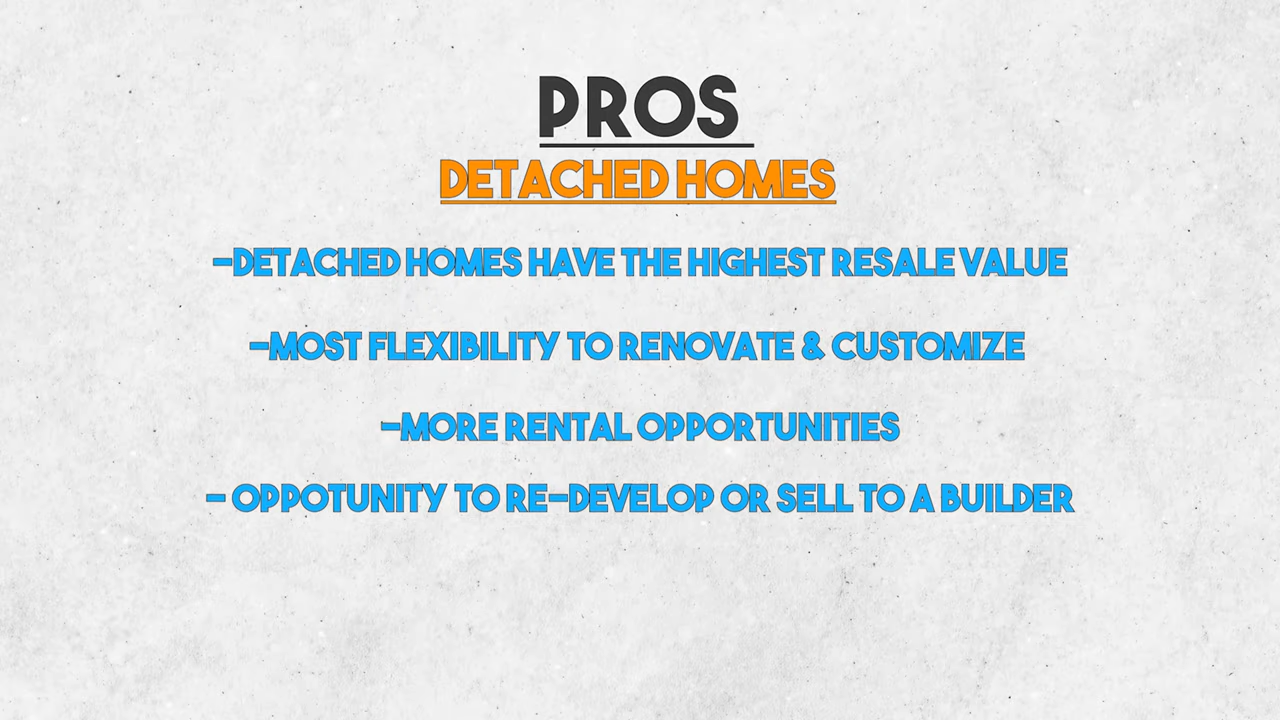 PROS
DETACHED HOMES
-DETACHED HOMES HAVE THE HIGHEST RESALE VALUE
-MOST FLEXIBILITY TO RENOVATE & CUSTOMIZE
-MORE RENTAL OPPORTUNITIES
- OPPOTUNITY TO RE-DEVELOP OR SELL TO A BUILDER